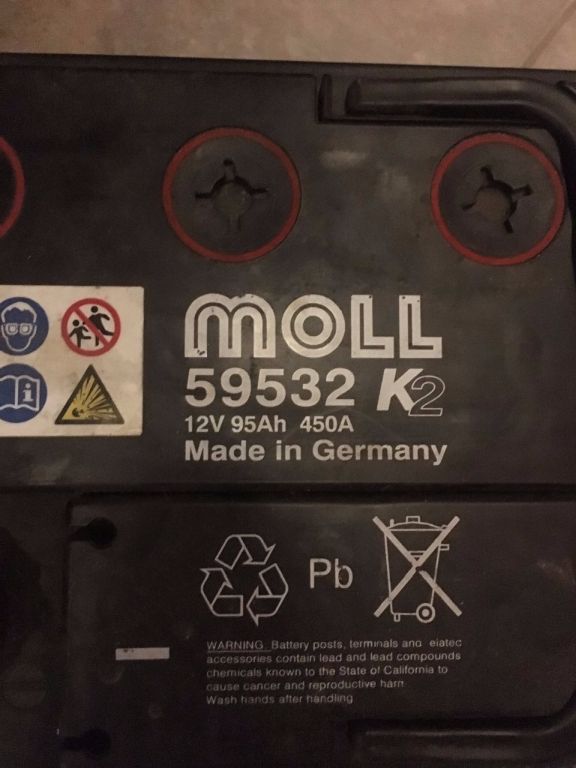 moll
59532 K2
12V 95Ah 450A
Made in Germany
Pb
WARNING Battery posts, terminals and elated
accessories contain lead and lead compounds
chemicals known to the State of California to
cause cancer and reproductive harm
Wash hands after handling